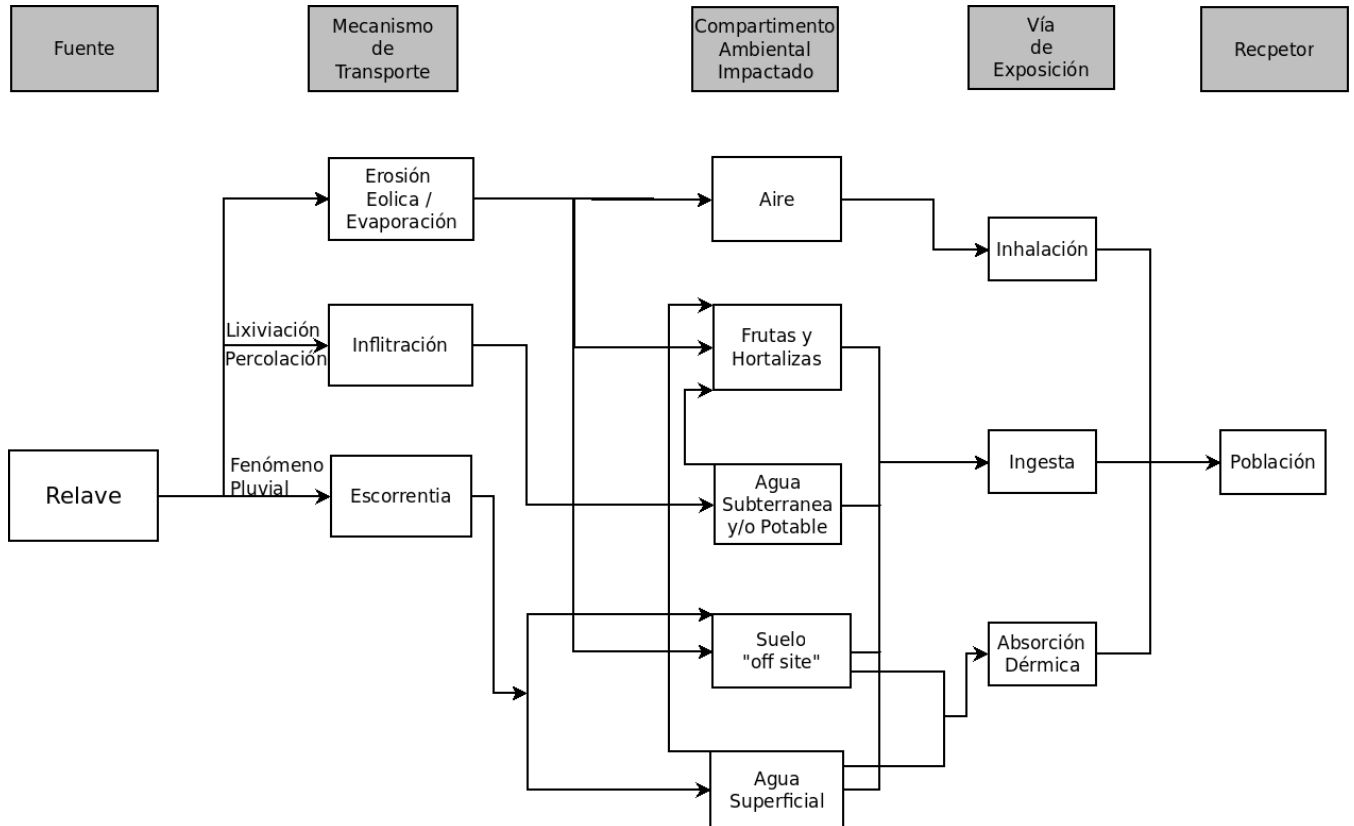 Fuente
Mecanismo
de
Transporte
Compartimento
Ambiental
Impactado
Vía
de
Exposición
Recpetor
Erosión
Eolica /
Evaporación
Aire
Inhalación
Lixiviación
Percolación
Inflitración
Frutas y
Hortalizas
Relave
Fenómeno
Pluvial
Escorrentia
Agua
Subterranea
y/o Potable
Ingesta
Población
Suelo
"off site"
Absorción
Dérmica
Agua
Superficial